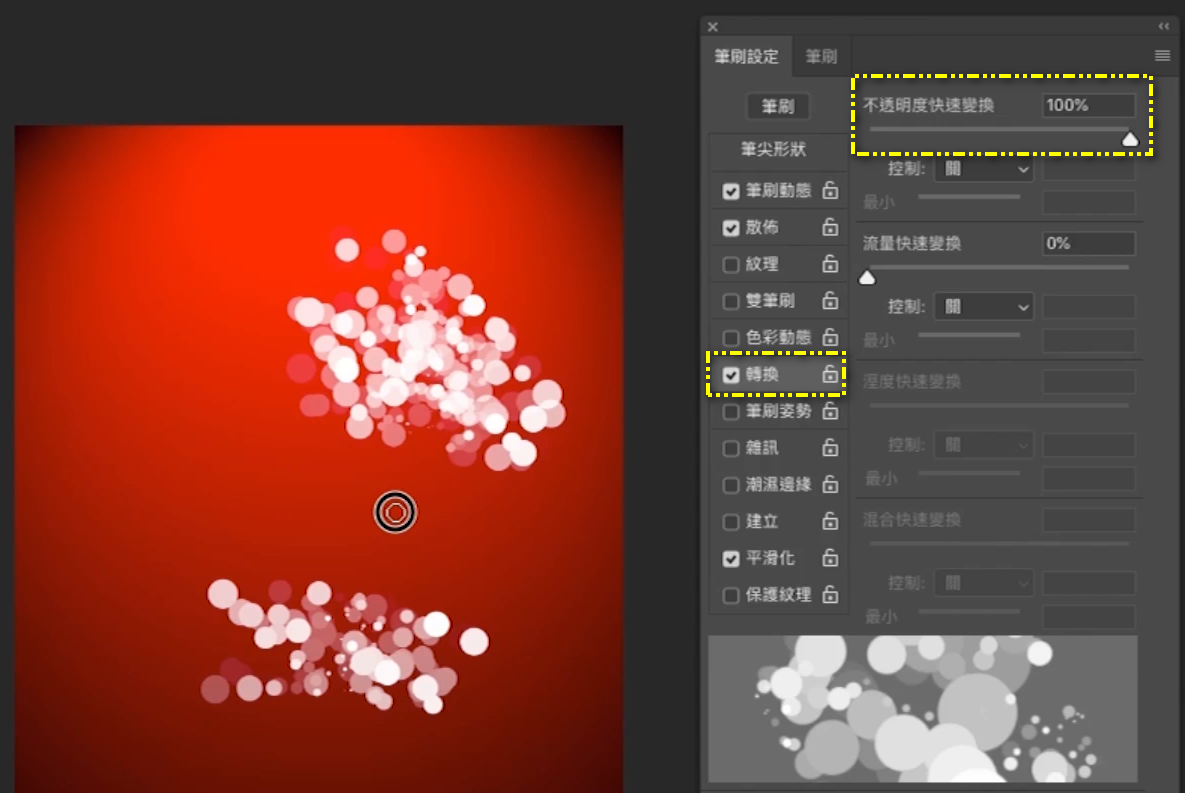 筆刷設定
筆刷
筆刷
筆尖形狀
筆刷動態
散佈
紋理
雙筆刷
色彩動態
轉換
筆刷姿勢
雜訊
潮濕邊緣
建立
平滑化
保護紋理
不透明度快速變換 100%
控制: 關
最小
流量快速變換 0%
控制: 關
最小
溼度快速變換
控制: 關
最小
混合快速變換
控制: 關
最小